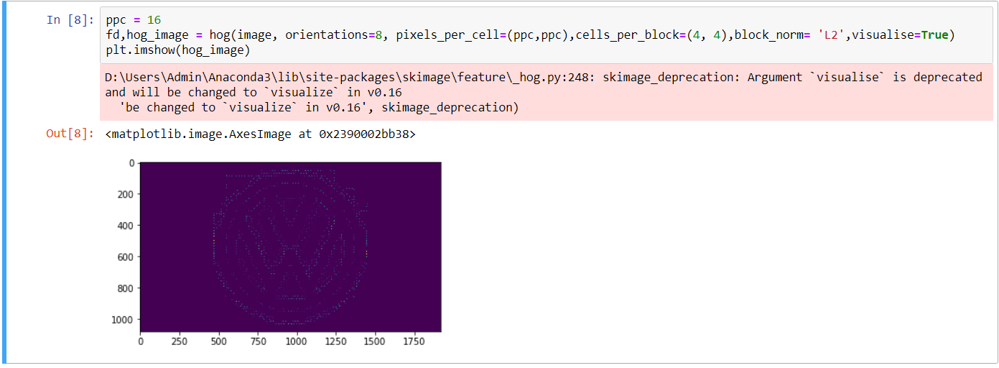 In [8]: ppc = 16
fd,hog_image = hog(image, orientations=8, pixels_per_cell=(ppc,ppc),cells_per_block=(4, 4),block_norm= 'L2',visualise=True)
plt.imshow(hog_image)
D:\Users\Admin\Anaconda3\lib\site-packages\skimage\feature\_hog.py:248: skimage_deprecation: Argument `visualise` is deprecated
and will be changed to `visualize` in v0.16
'be changed to `visualize` in v0.16', skimage_deprecation)
Out[8]: <matplotlib.image.AxesImage at 0x2390002bb38>
0
200
400
600
800
1000
0 250 500 750 1000 1250 1500 1750